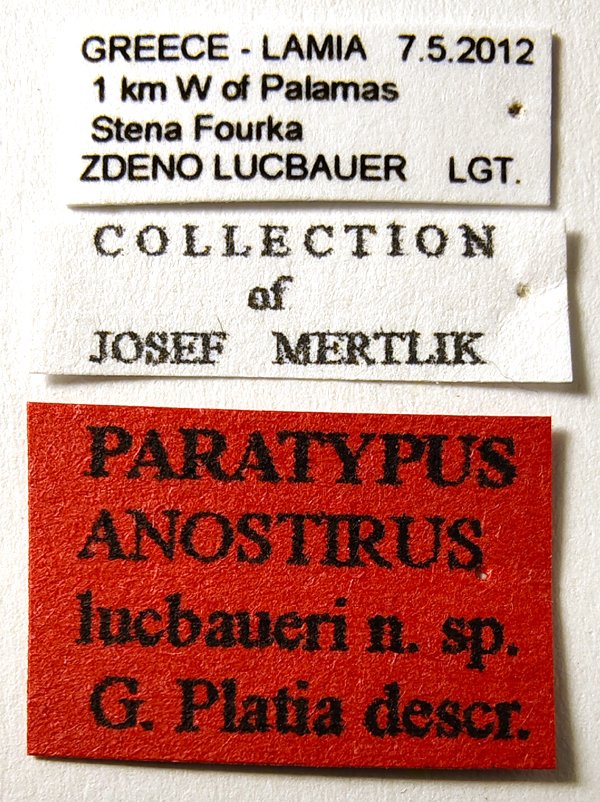 GREECE - LAMIA 7.5.2012
1 km W of Palamas
Stena Fourka
ZDENO LUCBAUER LGT.
COLLECTION
of
JOSEF MERTLIK
PARATYPUS
ANOSTIRUS
lucbaueri n. sp.
G. Platia descr.